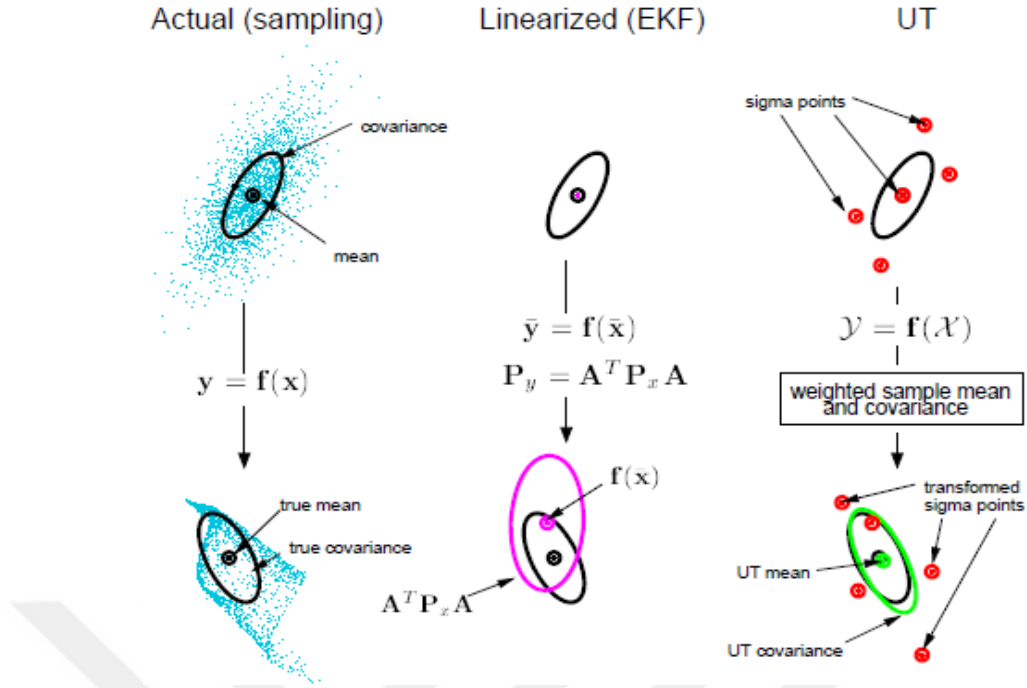 Actual (sampling)
covariance
mean
y = f(x)
true mean
true covariance
Linearized (EKF)
ȳ = f(x̄)
P_y = A^T P_x A
f(x̄)
A^T P_x A
UT
sigma points
𝒴 = f(𝒳)
weighted sample mean
and covariance
transformed
sigma points
UT mean
UT covariance